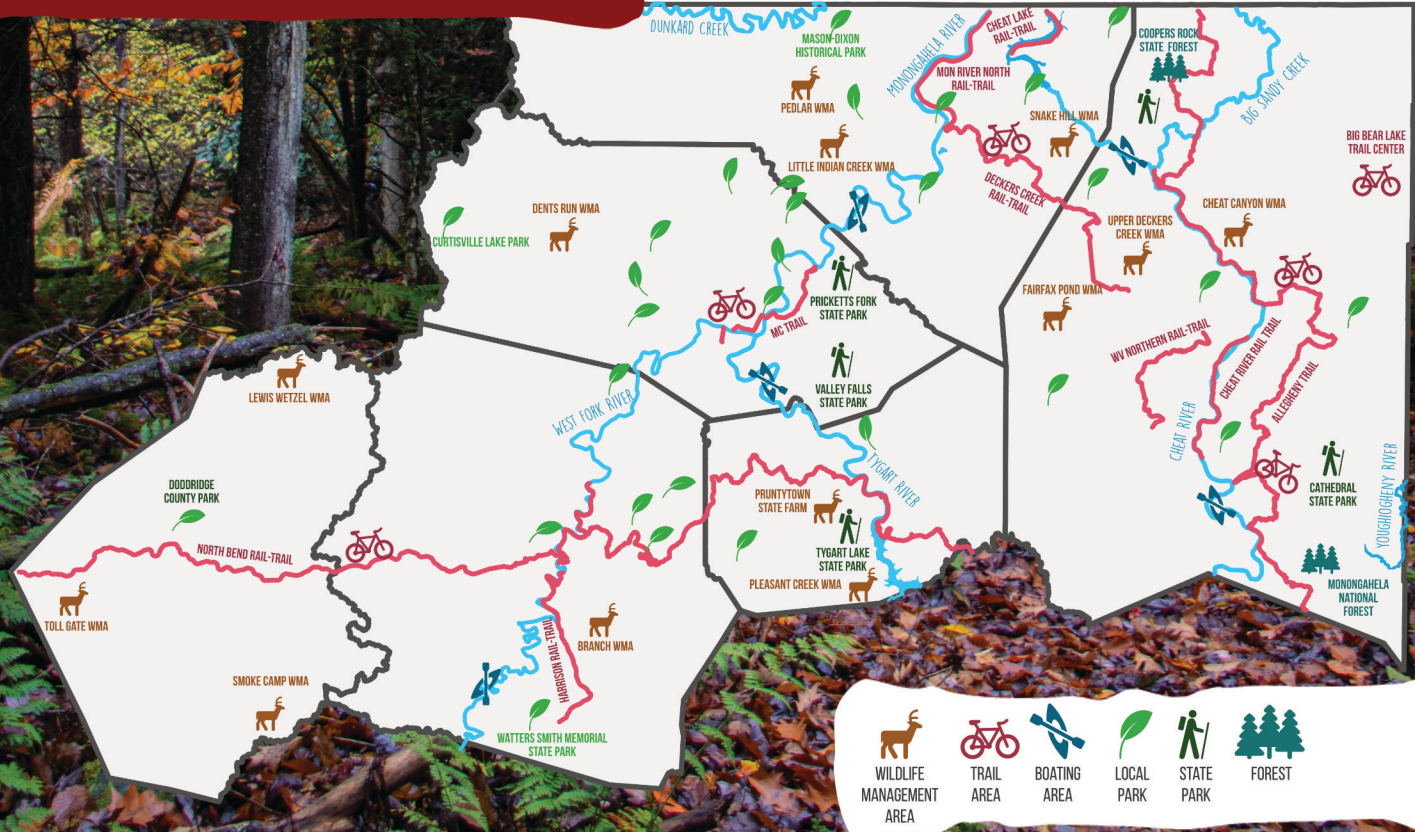 DUNKARD CREEK
MASON-DIXON
HISTORICAL PARK
MONONGAHELA RIVER
CHEAT LAKE
RAIL-TRAIL
COOPERS ROCK
STATE FOREST
MON RIVER NORTH
RAIL-TRAIL
PEDLAR WMA
BIG SANDY CREEK
SNAKE HILL WMA
BIG BEAR LAKE
TRAIL CENTER
LITTLE INDIAN CREEK WMA
DECKERS CREEK
RAIL-TRAIL
DENTS RUN WMA
CHEAT CANYON WMA
UPPER DECKERS
CREEK WMA
CURTISVILLE LAKE PARK
FAIRFAX POND WMA
PRICKETTS FORK
STATE PARK
MC TRAIL
WV NORTHERN RAIL-TRAIL
CHEAT RIVER RAIL TRAIL
ALLEGHENY TRAIL
VALLEY FALLS
STATE PARK
LEWIS WETZEL WMA
WEST FORK RIVER
CHEAT RIVER
TYGART RIVER
DODDRIDGE
COUNTY PARK
CATHEDRAL
STATE PARK
YOUGHIOGHENY RIVER
PRUNTYTOWN
STATE FARM
NORTH BEND RAIL-TRAIL
TYGART LAKE
STATE PARK
PLEASANT CREEK WMA
MONONGAHELA
NATIONAL
FOREST
TOLL GATE WMA
HARRISON RAIL-TRAIL
BRANCH WMA
SMOKE CAMP WMA
WATTERS SMITH MEMORIAL
STATE PARK
WILDLIFE
MANAGEMENT
AREA
TRAIL
AREA
BOATING
AREA
LOCAL
PARK
STATE
PARK
FOREST